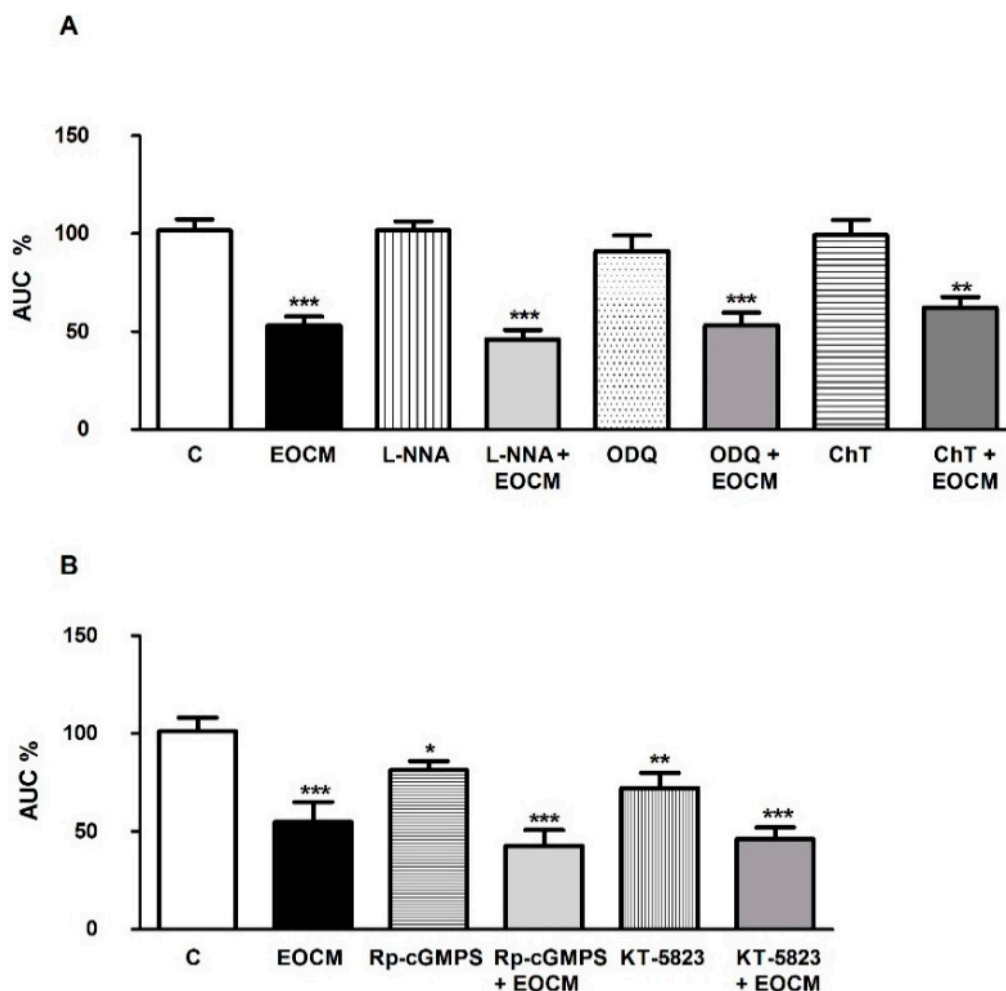 A
150
100
50
0
AUC %
***
***
***
**
C EOCM L-NNA L-NNA + ODQ ODQ + ChT ChT +
EOCM EOCM EOCM
B
150
100
50
0
AUC %
***
*
***
**
***
C EOCM Rp-cGMPS Rp-cGMPS KT-5823 KT-5823
+ EOCM + EOCM